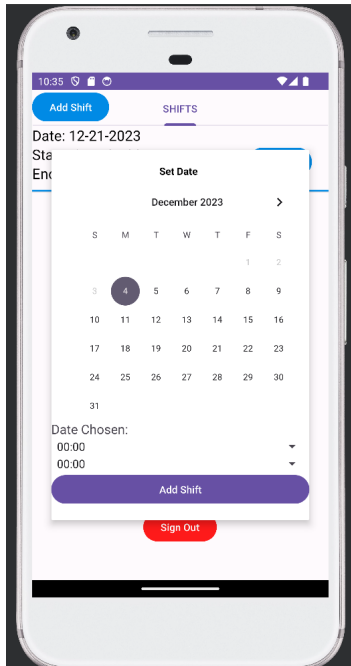 10:35
Add Shift SHIFTS
Date: 12-21-2023
Sta
End
Set Date
December 2023
S M T W T F S
1 2
3 4 5 6 7 8 9
10 11 12 13 14 15 16
17 18 19 20 21 22 23
24 25 26 27 28 29 30
31
Date Chosen:
00:00
00:00
Add Shift
Sign Out